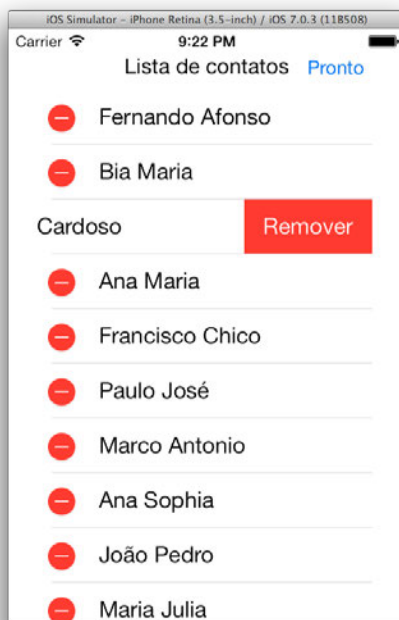 iOS Simulator - iPhone Retina (3.5-inch) / iOS 7.0.3 (11B508)
Carrier 9:22 PM
Lista de contatos Pronto
Fernando Afonso
Bia Maria
Cardoso Remover
Ana Maria
Francisco Chico
Paulo José
Marco Antonio
Ana Sophia
João Pedro
Maria Julia